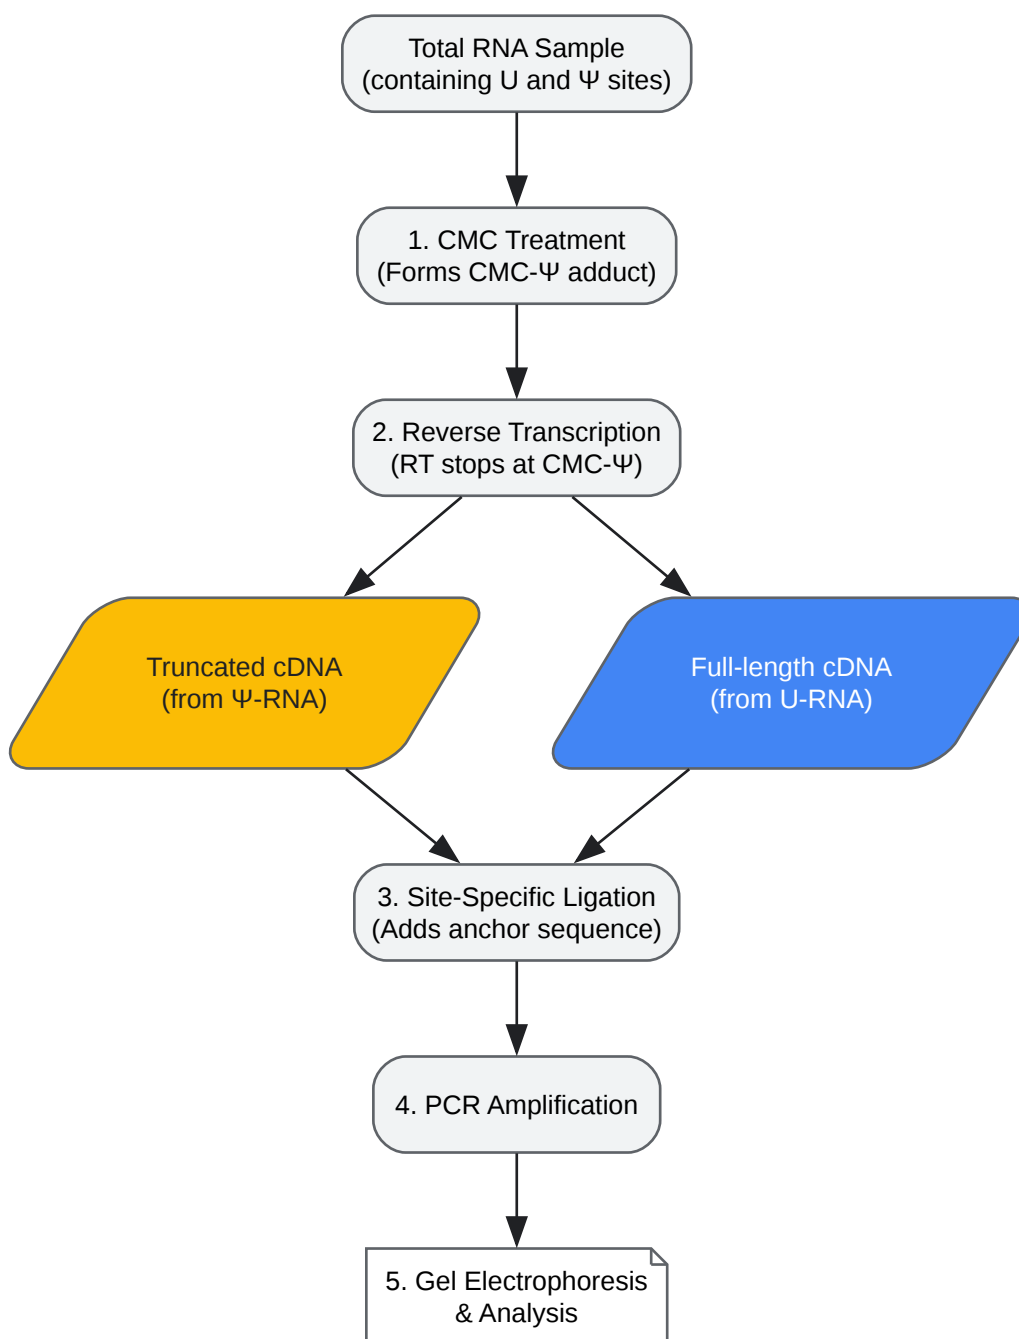 Total RNA Sample
(containing U and Ψ sites)
1. CMC Treatment
(Forms CMC-Ψ adduct)
2. Reverse Transcription
(RT stops at CMC-Ψ)
Truncated cDNA
(from Ψ-RNA)
Full-length cDNA
(from U-RNA)
3. Site-Specific Ligation
(Adds anchor sequence)
4. PCR Amplification
5. Gel Electrophoresis
& Analysis